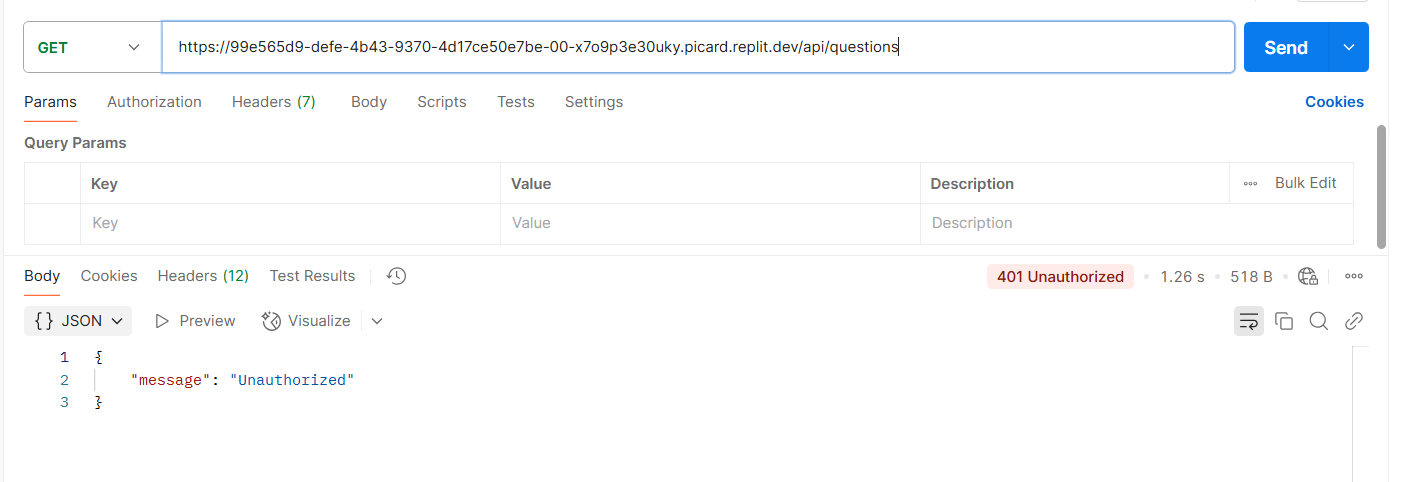 GET https://99e565d9-defe-4b43-9370-4d17ce50e7be-00-x7o9p3e30uky.picard.replit.dev/api/questions Send
Params Authorization Headers (7) Body Scripts Tests Settings Cookies
Query Params
Key Value Description Bulk Edit
Key Value Description
Body Cookies Headers (12) Test Results 401 Unauthorized 1.26 s 518 B
{} JSON Preview Visualize
1 {
2 "message": "Unauthorized"
3 }